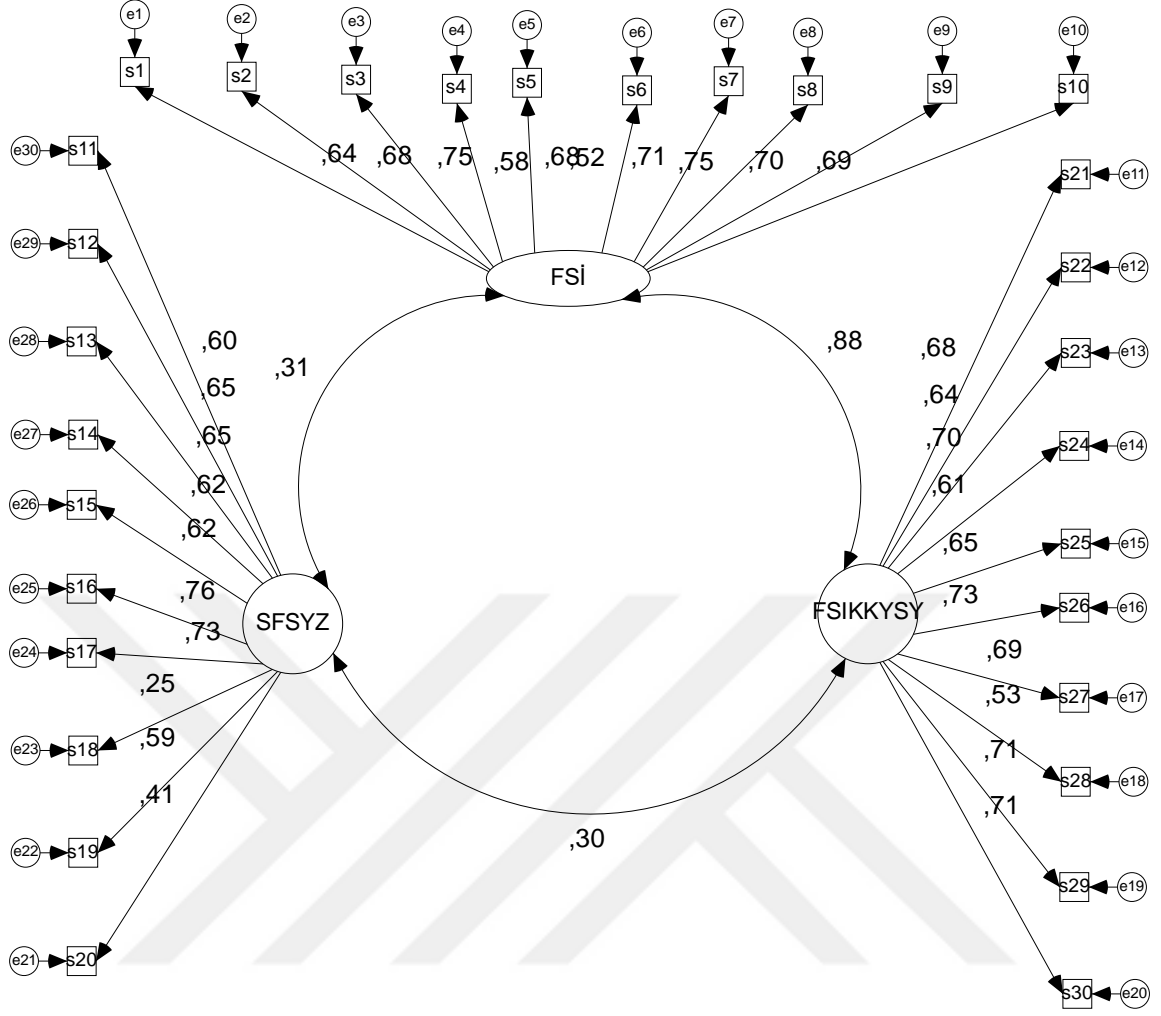 e1 e2 e3 e4 e5 e6 e7 e8 e9 e10
s1 s2 s3 s4 s5 s6 s7 s8 s9 s10
,64 ,68 ,75 ,58 ,68 ,52 ,71 ,75 ,70 ,69
FSİ
e30 s11
e29 s12
e28 s13
e27 s14
e26 s15
e25 s16
e24 s17
e23 s18
e22 s19
e21 s20
,60
,65
,65
,62
,62
,76
,73
,25
,59
,41
SFSYZ
,31
,88
,30
FSIKKYSY
,68
,64
,70
,61
,65
,73
,69
,53
,71
,71
s21 e11
s22 e12
s23 e13
s24 e14
s25 e15
s26 e16
s27 e17
s28 e18
s29 e19
s30 e20